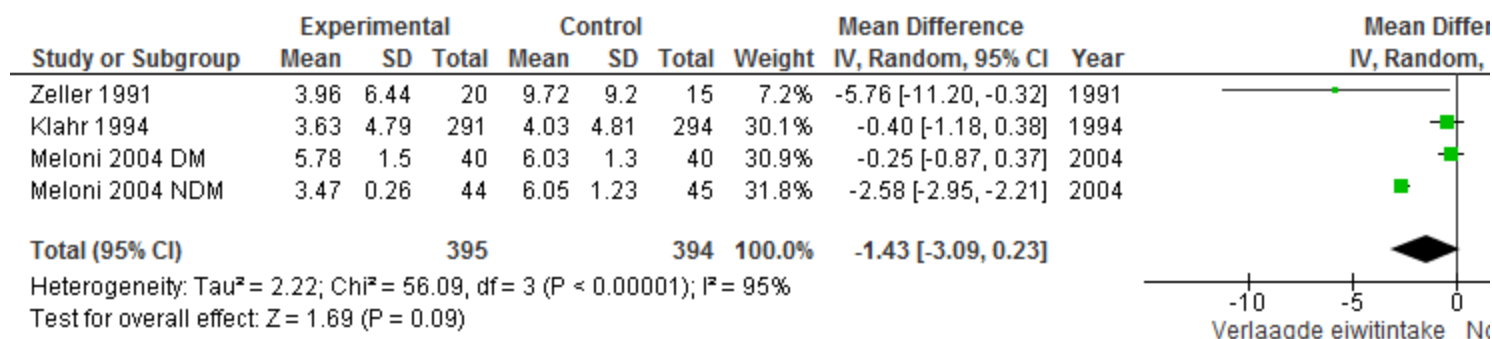 Experimental Control Mean Difference Mean Differ
Study or Subgroup Mean SD Total Mean SD Total Weight IV, Random, 95% CI Year IV, Random,
Zeller 1991 3.96 6.44 20 9.72 9.2 15 7.2% -5.76 [-11.20, -0.32] 1991
Klahr 1994 3.63 4.79 291 4.03 4.81 294 30.1% -0.40 [-1.18, 0.38] 1994
Meloni 2004 DM 5.78 1.5 40 6.03 1.3 40 30.9% -0.25 [-0.87, 0.37] 2004
Meloni 2004 NDM 3.47 0.26 44 6.05 1.23 45 31.8% -2.58 [-2.95, -2.21] 2004
Total (95% CI) 395 394 100.0% -1.43 [-3.09, 0.23]
Heterogeneity: Tau² = 2.22; Chi² = 56.09, df = 3 (P < 0.00001); I² = 95%
Test for overall effect: Z = 1.69 (P = 0.09)
-10 -5 0
Verlaagde eiwitintake No